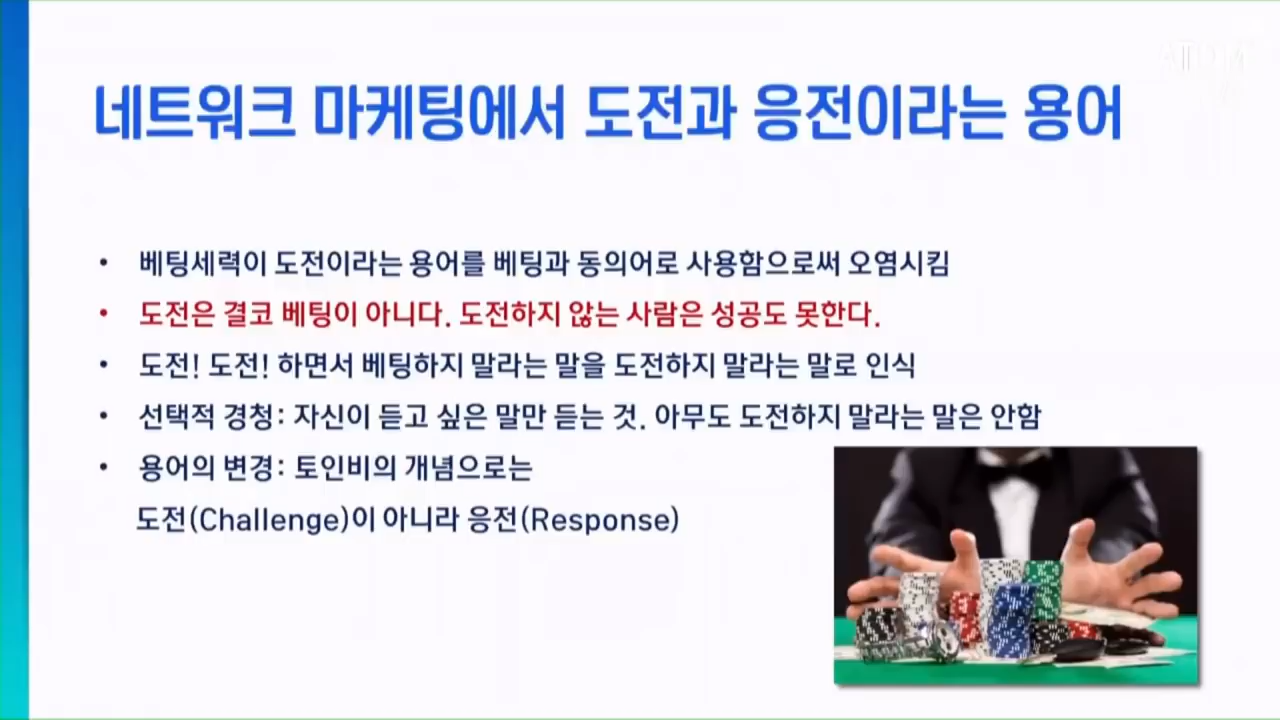 네트워크 마케팅에서 도전과 응전이라는 용어
• 베팅세력이 도전이라는 용어를 베팅과 동의어로 사용함으로써 오염시킴
• 도전은 결코 베팅이 아니다. 도전하지 않는 사람은 성공도 못한다.
• 도전! 도전! 하면서 베팅하지 말라는 말을 도전하지 말라는 말로 인식
• 선택적 경청: 자신이 듣고 싶은 말만 듣는 것. 아무도 도전하지 말라는 말은 안함
• 용어의 변경: 토인비의 개념으로는
도전(Challenge)이 아니라 응전(Response)